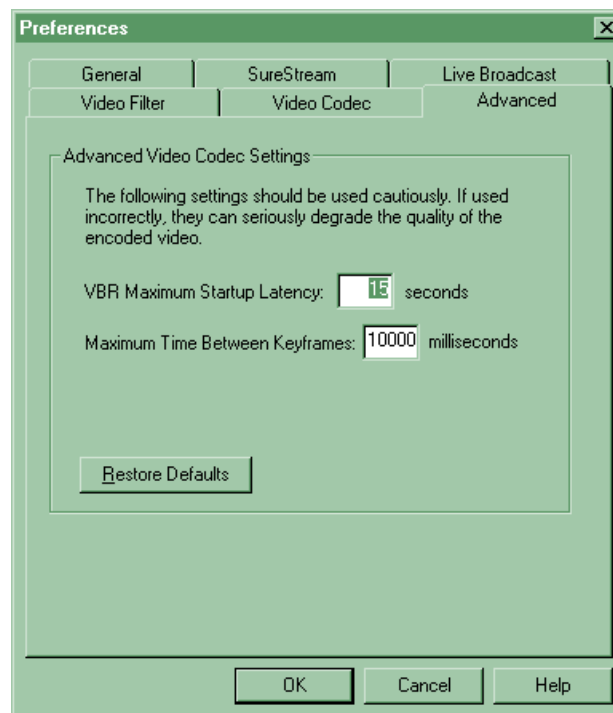 Preferences
General
SureStream
Live Broadcast
Video Filter
Video Codec
Advanced
Advanced Video Codec Settings
The following settings should be used cautiously. If used
incorrectly, they can seriously degrade the quality of the
encoded video.
VBR Maximum Startup Latency: 15 seconds
Maximum Time Between Keyframes: 10000 milliseconds
Restore Defaults
OK
Cancel
Help